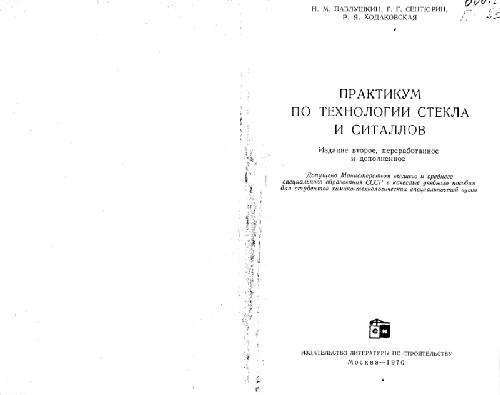 Н. М. ПАВЛУШКИН, Г. Г. СЕНТЮРИН,
Р. Я. ХОДАКОВСКАЯ
ПРАКТИКУМ
ПО ТЕХНОЛОГИИ СТЕКЛА
И СИТАЛЛОВ
Издание второе, переработанное
и дополненное
Допущено Министерством высшего и среднего
специального образования СССР в качестве учебного пособия
для студентов химико-технологических специальностей вузов
ИЗДАТЕЛЬСТВО ЛИТЕРАТУРЫ ПО СТРОИТЕЛЬСТВУ
Москва—1970